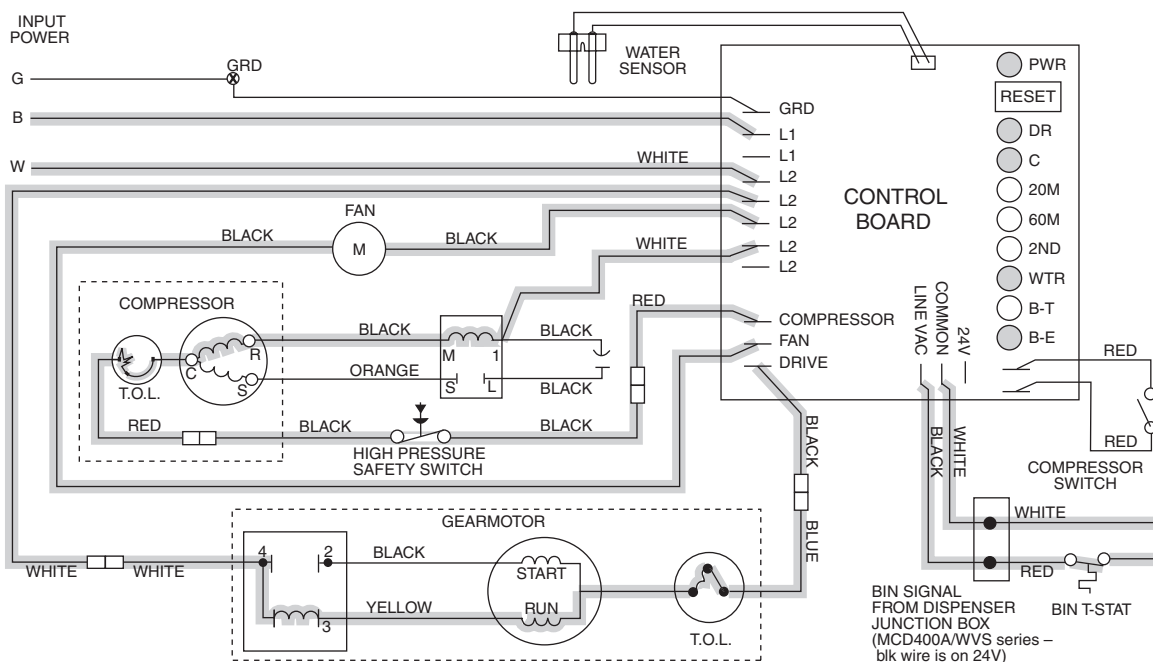 INPUT
POWER
G
GRD
B
W
WHITE
WATER
SENSOR
GRD
L1
L1
L2
L2
L2
L2
L2
CONTROL
BOARD
PWR
RESET
DR
C
20M
60M
2ND
WTR
B-T
B-E
FAN
BLACK
M
BLACK
WHITE
COMPRESSOR
FAN
DRIVE
LINE VAC
COMMON
24V
RED
RED
COMPRESSOR
SWITCH
COMPRESSOR
T.O.L.
C
R
S
BLACK
ORANGE
M
1
S
L
BLACK
BLACK
RED
RED
BLACK
BLACK
HIGH PRESSURE
SAFETY SWITCH
BLACK
BLUE
BLACK
WHITE
WHITE
RED
BIN T-STAT
BIN SIGNAL
FROM DISPENSER
JUNCTION BOX
(MCD400A/WVS series –
blk wire is on 24V)
GEARMOTOR
WHITE
WHITE
4
2
3
BLACK
YELLOW
START
RUN
T.O.L.